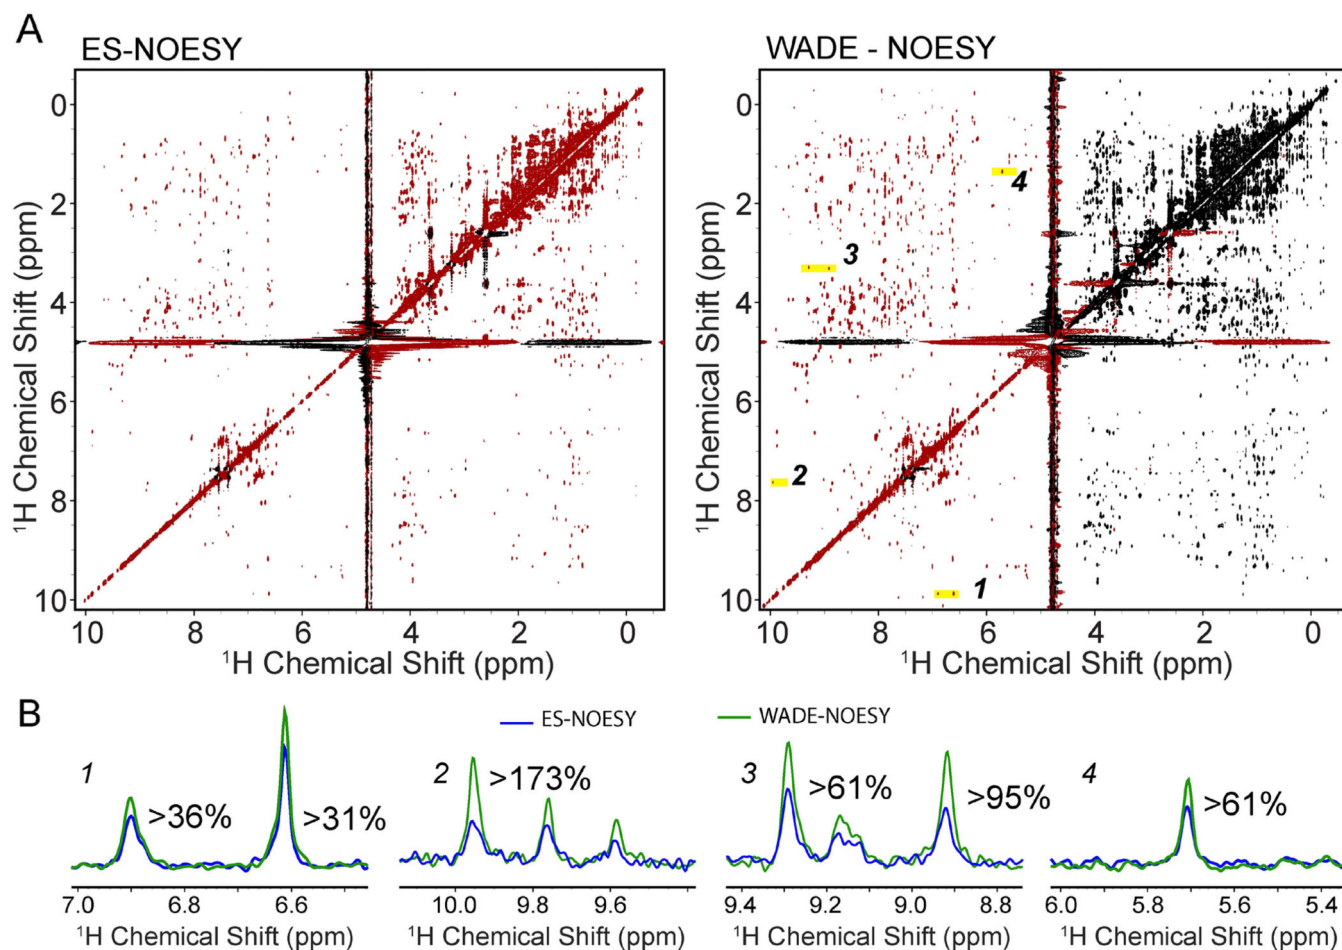 A
ES-NOESY
WADE - NOESY
0
2
4
6
8
10
¹H Chemical Shift (ppm)
10 8 6 4 2 0
¹H Chemical Shift (ppm)
0
2
4
6
8
10
¹H Chemical Shift (ppm)
4
3
2
1
10 8 6 4 2 0
¹H Chemical Shift (ppm)
B
ES-NOESY
WADE-NOESY
1
>36%
>31%
7.0 6.8 6.6
¹H Chemical Shift (ppm)
2
>173%
10.0 9.8 9.6
¹H Chemical Shift (ppm)
3
>61%
>95%
9.4 9.2 9.0 8.8
¹H Chemical Shift (ppm)
4
>61%
6.0 5.8 5.6 5.4
¹H Chemical Shift (ppm)